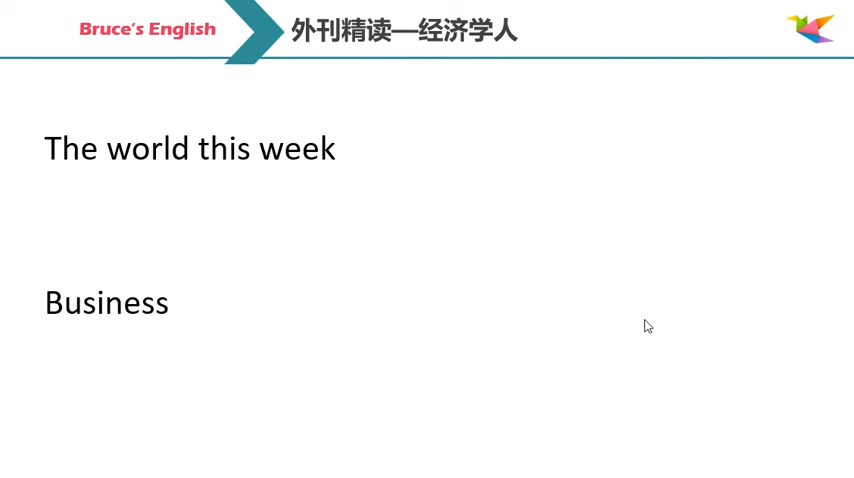 Bruce's English
外刊精读—经济学人
The world this week
Business